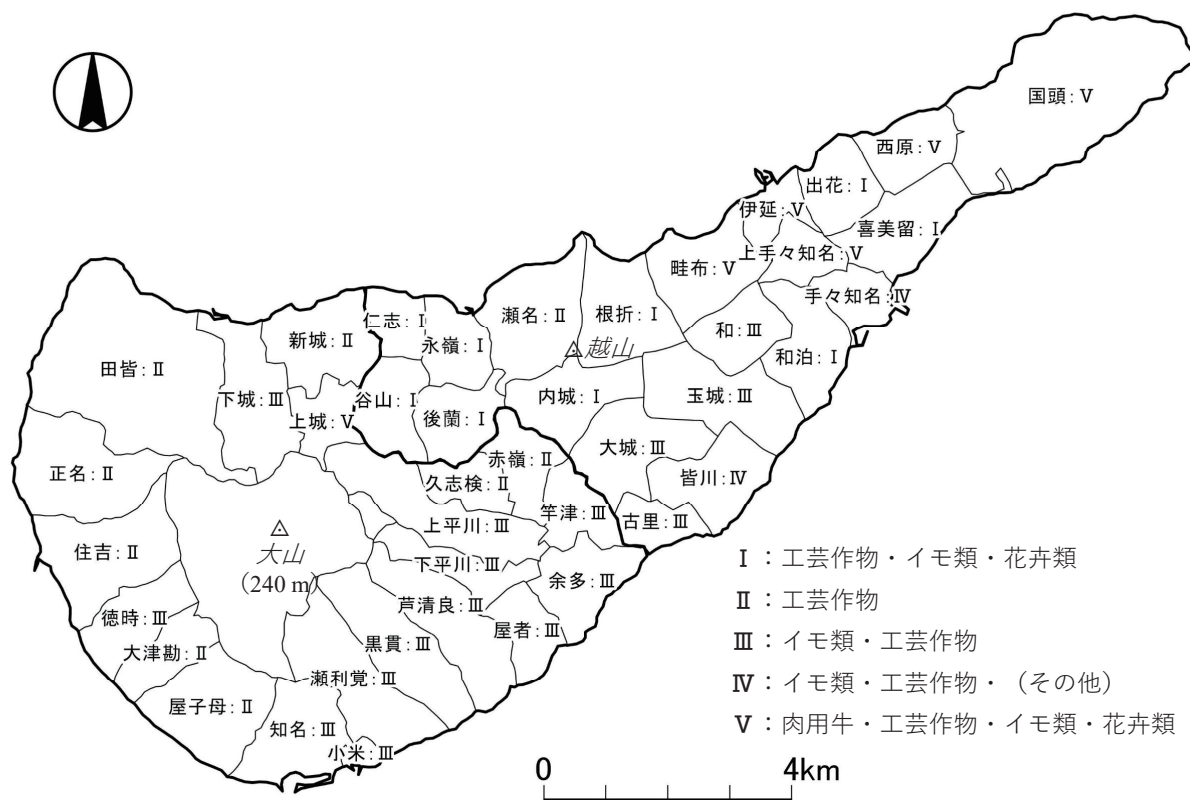 国頭: Ⅴ
西原: Ⅴ
出花: Ⅰ
伊延: Ⅴ
喜美留: Ⅰ
上手々知名: Ⅴ
畦布: Ⅴ
手々知名: Ⅳ
瀬名: Ⅱ
根折: Ⅰ
和: Ⅲ
仁志: Ⅰ
新城: Ⅱ
永嶺: Ⅰ
越山
和泊: Ⅰ
田皆: Ⅱ
下城: Ⅲ
谷山: Ⅰ
内城: Ⅰ
玉城: Ⅲ
上城: Ⅴ
後蘭: Ⅰ
大城: Ⅲ
赤嶺: Ⅱ
正名: Ⅱ
久志検: Ⅱ
皆川: Ⅳ
竿津: Ⅲ
古里: Ⅲ
上平川: Ⅲ
住吉: Ⅱ
大山
(240 m)
下平川: Ⅲ
余多: Ⅲ
徳時: Ⅲ
芦清良: Ⅲ
屋者: Ⅲ
大津勘: Ⅱ
黒貫: Ⅲ
瀬利覚: Ⅲ
屋子母: Ⅱ
知名: Ⅲ
小米: Ⅲ
Ⅰ：工芸作物・イモ類・花卉類
Ⅱ：工芸作物
Ⅲ：イモ類・工芸作物
Ⅳ：イモ類・工芸作物・（その他）
Ⅴ：肉用牛・工芸作物・イモ類・花卉類
0 4km